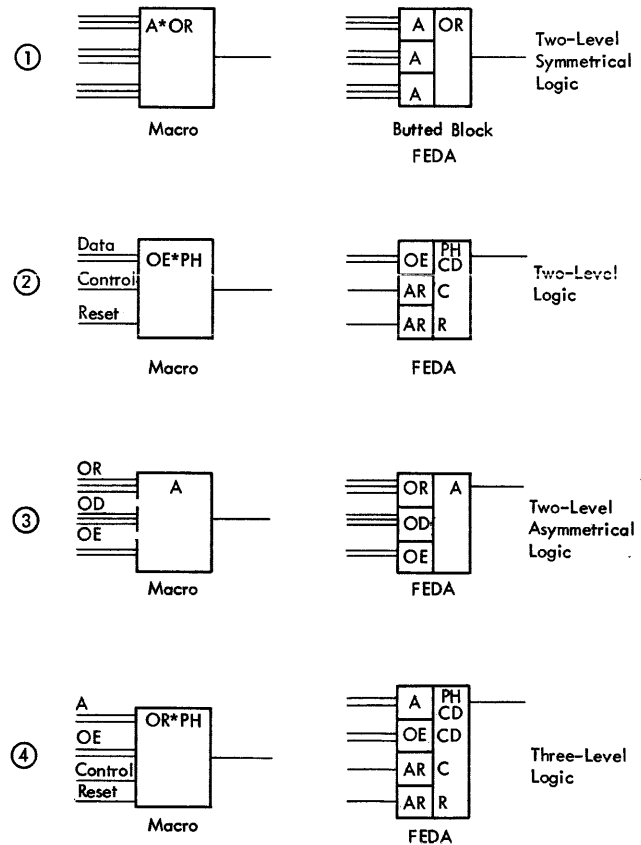 1
A*OR
Macro
A OR
A
A
Butted Block
FEDA
Two-Level
Symmetrical
Logic
2
Data
Control
Reset
OE*PH
Macro
OE PH
CD
AR C
AR R
FEDA
Two-Level
Logic
3
OR
OD
OE
A
Macro
OR A
OD
OE
FEDA
Two-Level
Asymmetrical
Logic
4
A
OE
Control
Reset
OR*PH
Macro
A PH
CD
OE CD
AR C
AR R
FEDA
Three-Level
Logic